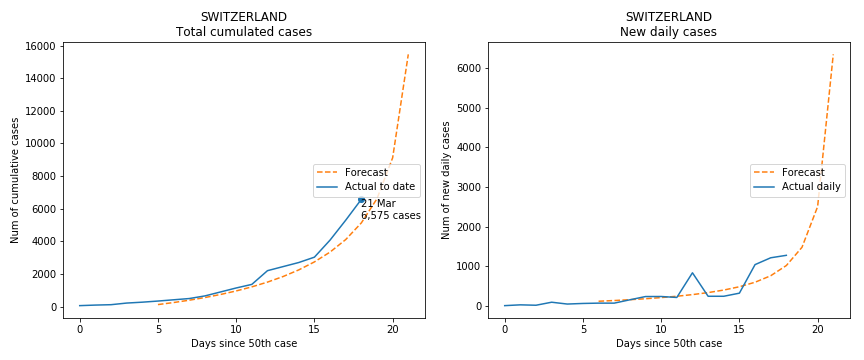 SWITZERLAND
Total cumulated cases
16000
14000
12000
10000
8000
6000
4000
2000
0
Num of cumulative cases
Forecast
Actual to date
21 Mar
6,575 cases
0 5 10 15 20
Days since 50th case
SWITZERLAND
New daily cases
6000
5000
4000
3000
2000
1000
0
Num of new daily cases
Forecast
Actual daily
0 5 10 15 20
Days since 50th case